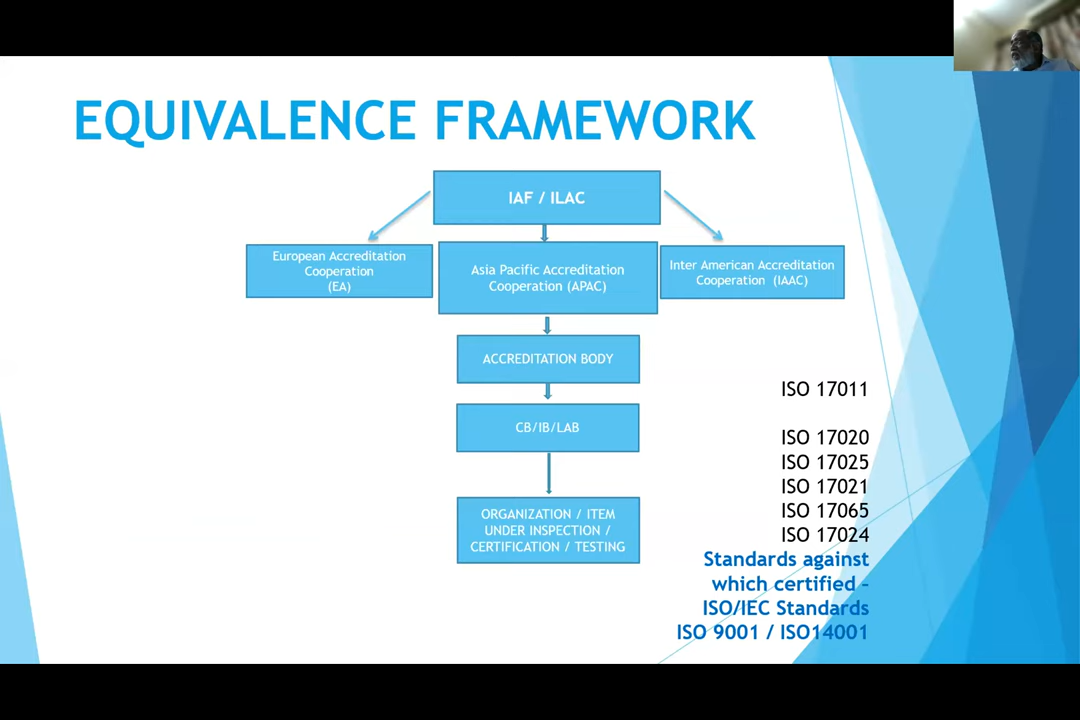 EQUIVALENCE FRAMEWORK
IAF / ILAC
European Accreditation
Cooperation
(EA)
Asia Pacific Accreditation
Cooperation (APAC)
Inter American Accreditation
Cooperation (IAAC)
ACCREDITATION BODY
CB/IB/LAB
ORGANIZATION / ITEM
UNDER INSPECTION /
CERTIFICATION / TESTING
ISO 17011
ISO 17020
ISO 17025
ISO 17021
ISO 17065
ISO 17024
Standards against
which certified –
ISO/IEC Standards
ISO 9001 / ISO14001